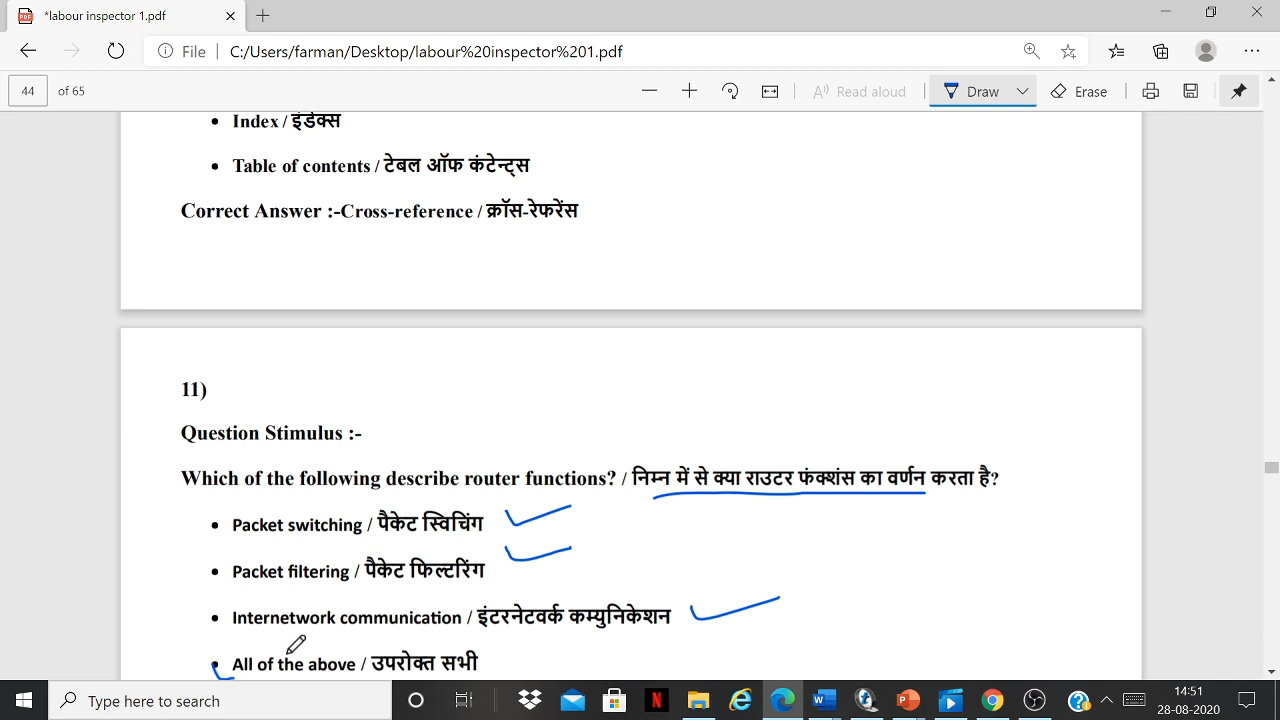 *labour inspector 1.pdf
File
C:/Users/farman/Desktop/labour%20inspector%201.pdf
44 of 65
Read aloud
Draw
Erase
• Index / इंडेक्स
• Table of contents / टेबल ऑफ कंटेन्ट्स
Correct Answer :-Cross-reference / क्रॉस-रेफरेंस
11)
Question Stimulus :-
Which of the following describe router functions? / निम्न में से क्या राउटर फंक्शंस का वर्णन करता है?
• Packet switching / पैकेट स्विचिंग
• Packet filtering / पैकेट फिल्टरिंग
• Internetwork communication / इंटरनेटवर्क कम्युनिकेशन
• All of the above / उपरोक्त सभी
Type here to search
14:51
28-08-2020